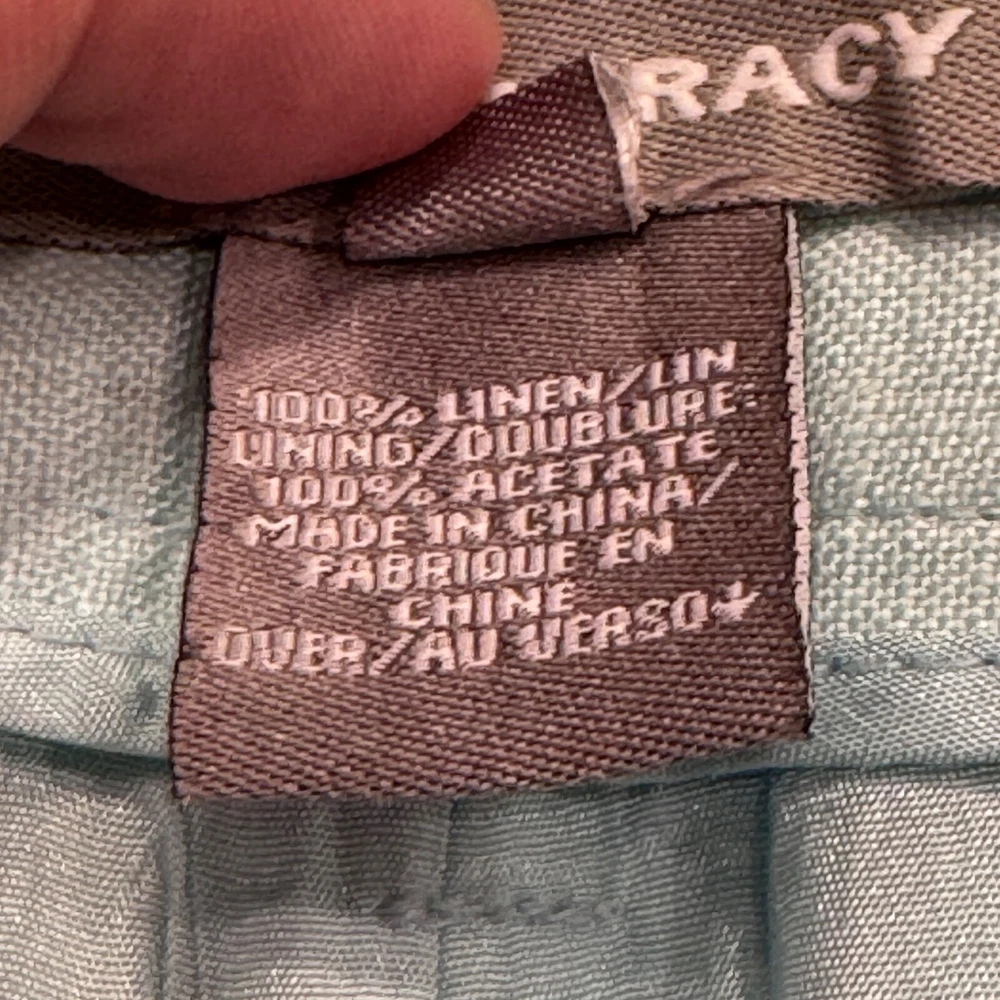 RACY
100% LINEN/LIN
LINING/DOUBLURE:
100% ACETATE
MADE IN CHINA/
FABRIQUE EN
CHINE
OVER/AU VERSO